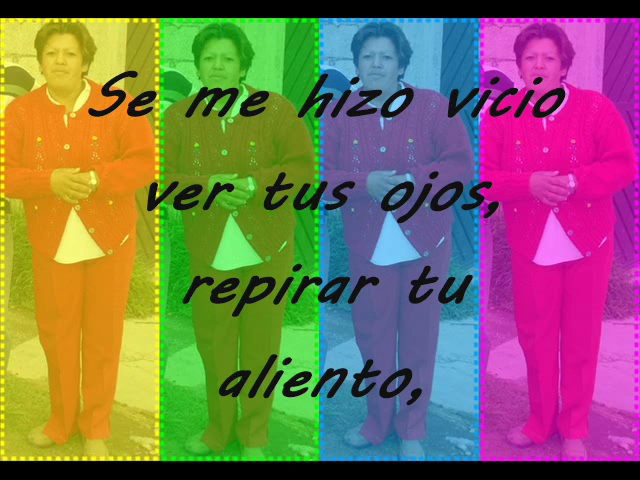 Se me hizo vicio
ver tus ojos,
repirar tu
aliento,